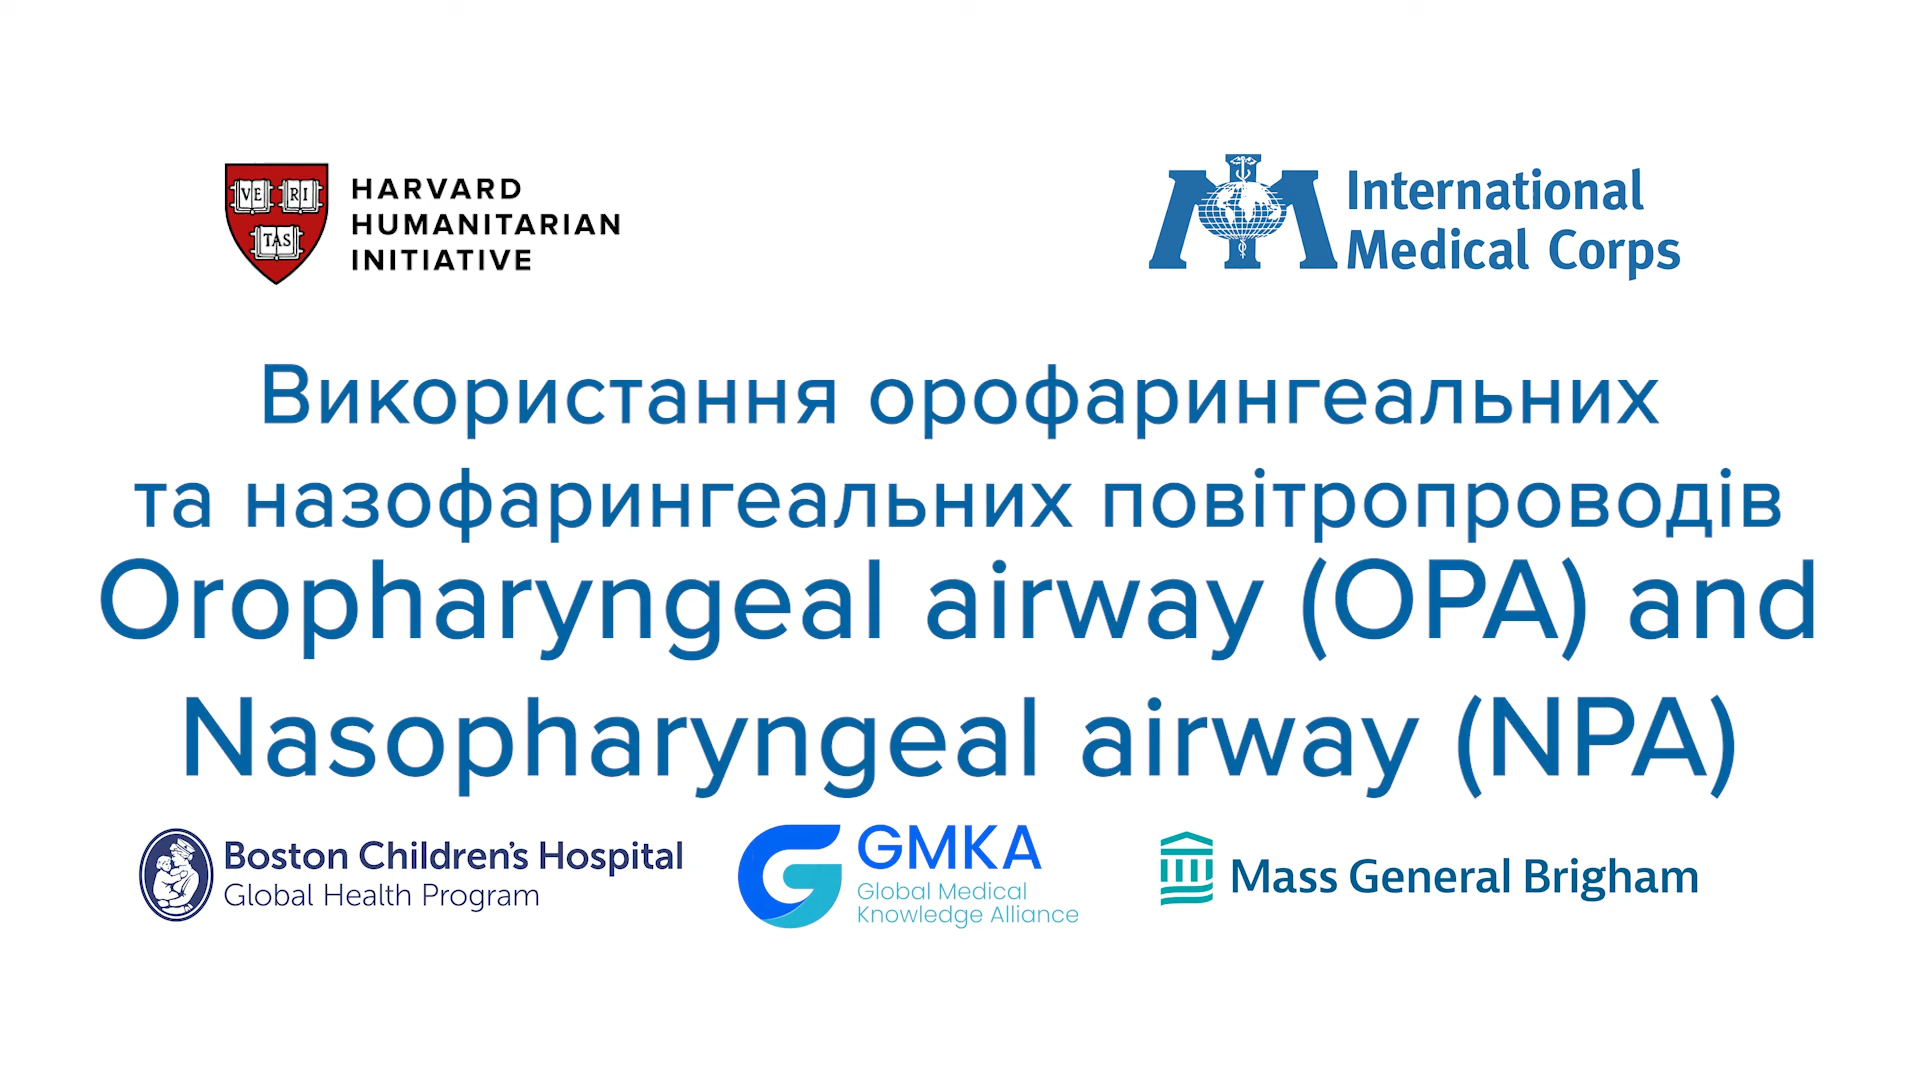 VE RI
TAS
HARVARD
HUMANITARIAN
INITIATIVE
International
Medical Corps
Використання орофарингеальних
та назофарингеальних повітропроводів
Oropharyngeal airway (OPA) and
Nasopharyngeal airway (NPA)
Boston Children's Hospital
Global Health Program
GMKA
Global Medical
Knowledge Alliance
Mass General Brigham